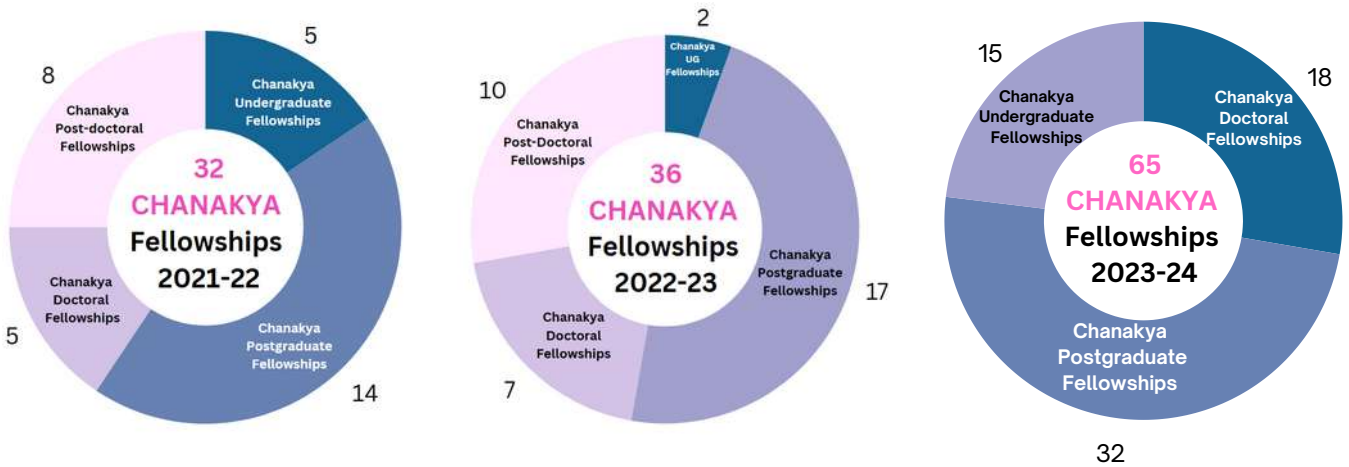 5
8
Chanakya
Undergraduate
Fellowships
Chanakya
Post-doctoral
Fellowships
32
CHANAKYA
Fellowships
2021-22
Chanakya
Doctoral
Fellowships
5
Chanakya
Postgraduate
Fellowships
14
2
Chanakya
UG
Fellowships
10
Chanakya
Post-Doctoral
Fellowships
36
CHANAKYA
Fellowships
2022-23
Chanakya
Postgraduate
Fellowships
17
Chanakya
Doctoral
Fellowships
7
15
18
Chanakya
Undergraduate
Fellowships
Chanakya
Doctoral
Fellowships
65
CHANAKYA
Fellowships
2023-24
Chanakya
Postgraduate
Fellowships
32